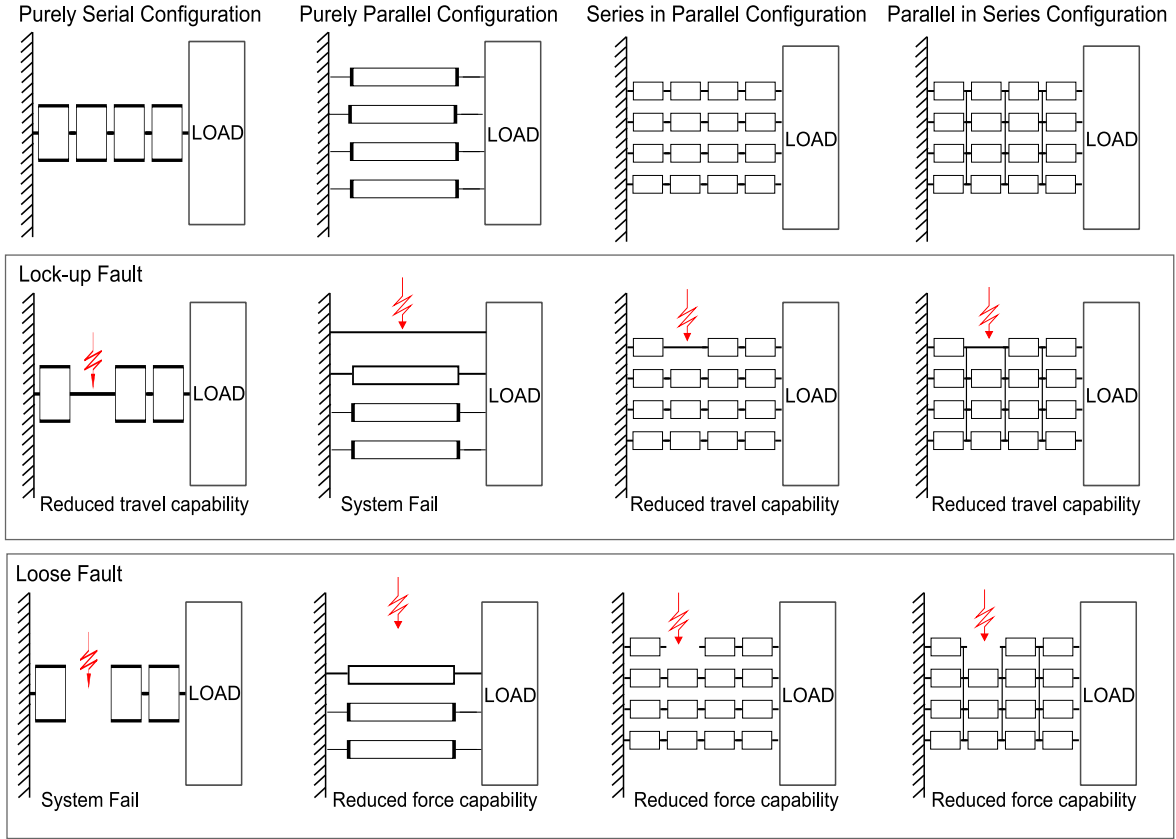 Purely Serial Configuration
Purely Parallel Configuration
Series in Parallel Configuration
Parallel in Series Configuration
LOAD
LOAD
LOAD
LOAD
Lock-up Fault
LOAD
LOAD
LOAD
LOAD
Reduced travel capability
System Fail
Reduced travel capability
Reduced travel capability
Loose Fault
LOAD
LOAD
LOAD
LOAD
System Fail
Reduced force capability
Reduced force capability
Reduced force capability